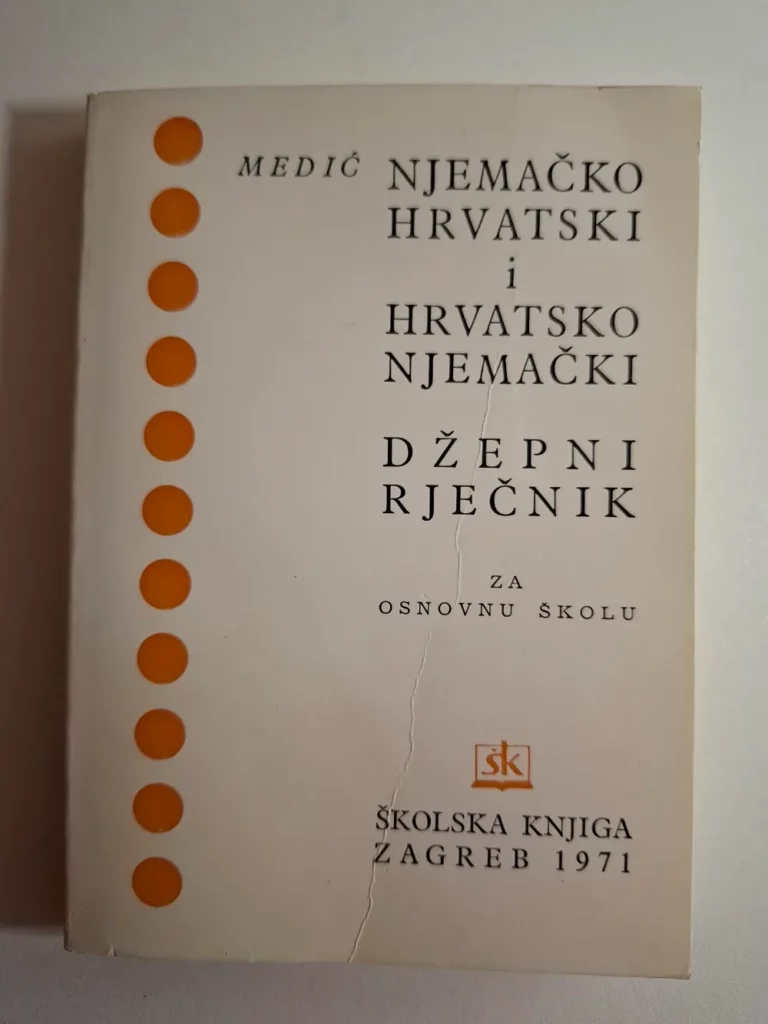 MEDIĆ NJEMAČKO
HRVATSKI
i
HRVATSKO
NJEMAČKI
DŽEPNI
RJEČNIK
ZA
OSNOVNU ŠKOLU
šk
ŠKOLSKA KNJIGA
ZAGREB 1971